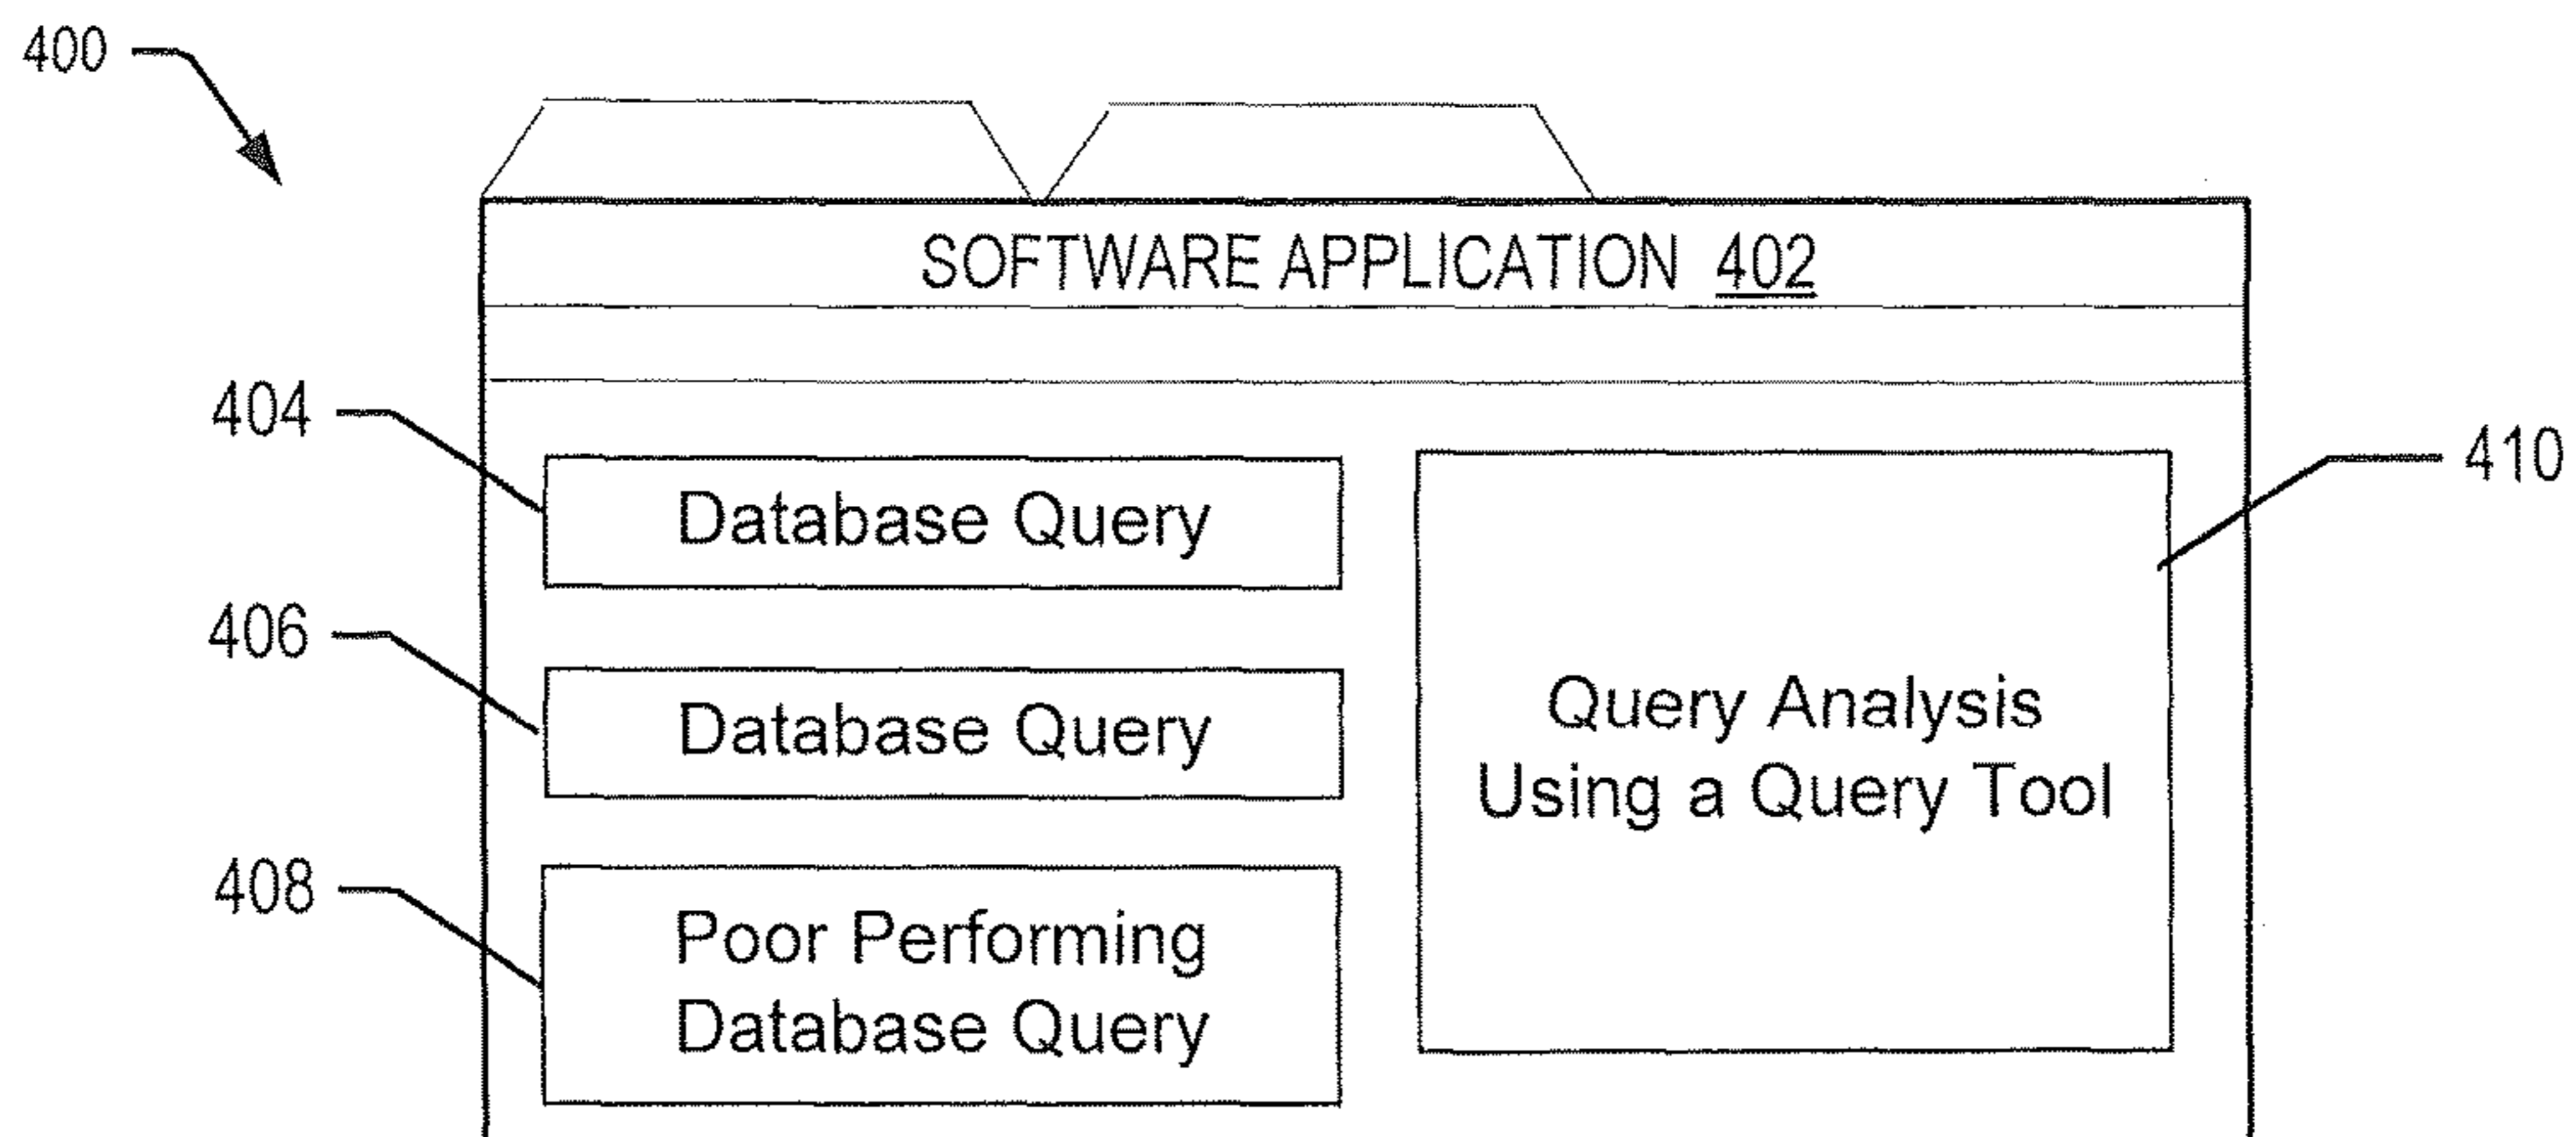 400
SOFTWARE APPLICATION 402
404
Database Query
410
406
Database Query
Query Analysis
Using a Query Tool
408
Poor Performing
Database Query